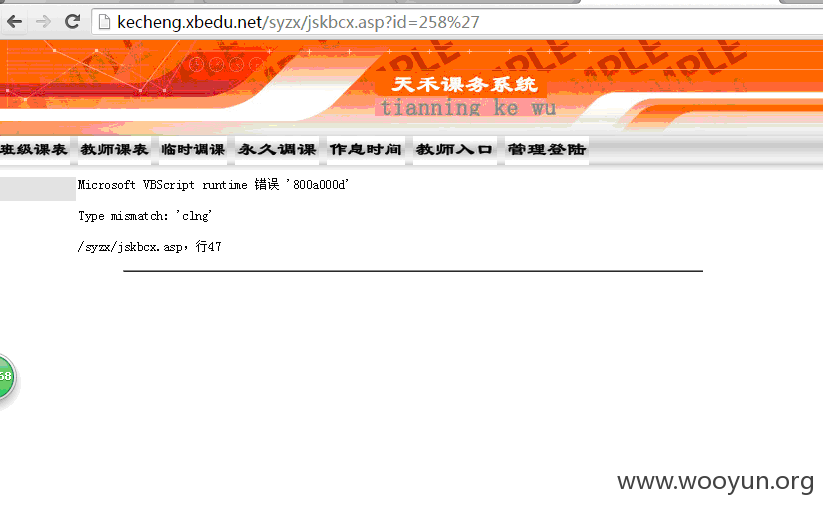 kecheng.xbedu.net/syzx/jskbcx.asp?id=258%27
天禾课务系统
tianning ke wu
班级课表 教师课表 临时调课 永久调课 作息时间 教师入口 管理登陆
Microsoft VBScript runtime 错误 '800a000d'
Type mismatch: 'clng'
/syzx/jskbcx.asp，行47
68
www.wooyun.org